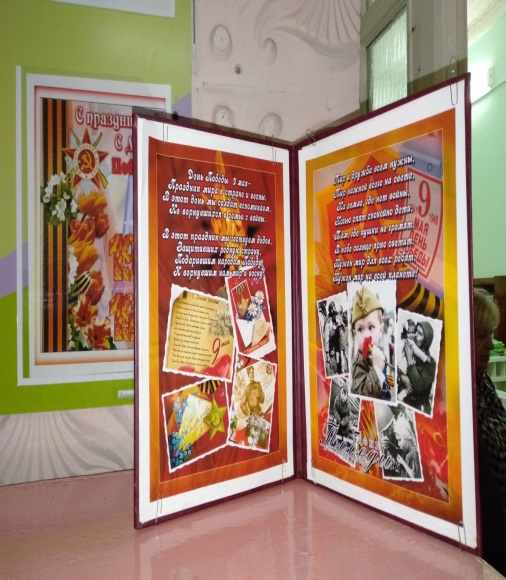 С праздни
С Д
Поб
День Победы 9 мая –
Праздник мира в стране и весны.
В этот день мы солдат вспоминаем,
Не вернувшихся в семьи с войны.
В этот праздник мы чествуем дедов,
Защитивших родную страну,
Подарившим народам Победу
И вернувшим нам мир и весну!
9 мая
Мир и дружба всем нужны,
Мир важней всего на свете,
На земле, где нет войны,
Ночью спят спокойно дети.
Там, где пушки не гремят,
В небе солнце ярко светит.
Нужен мир для всех ребят.
Нужен мир на всей планете!
9
МАЯ
ДЕНЬ